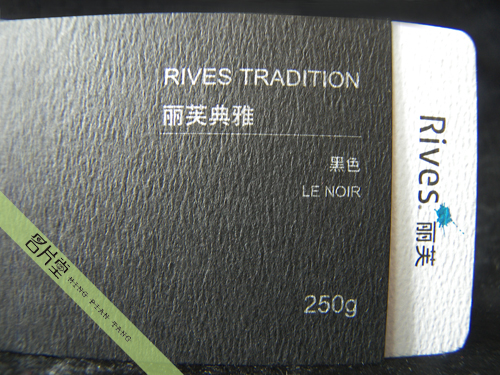 RIVES TRADITION
丽芙典雅
黑色
LE NOIR
250g
Rives
丽芙
名片堂 MING PIAN TANG